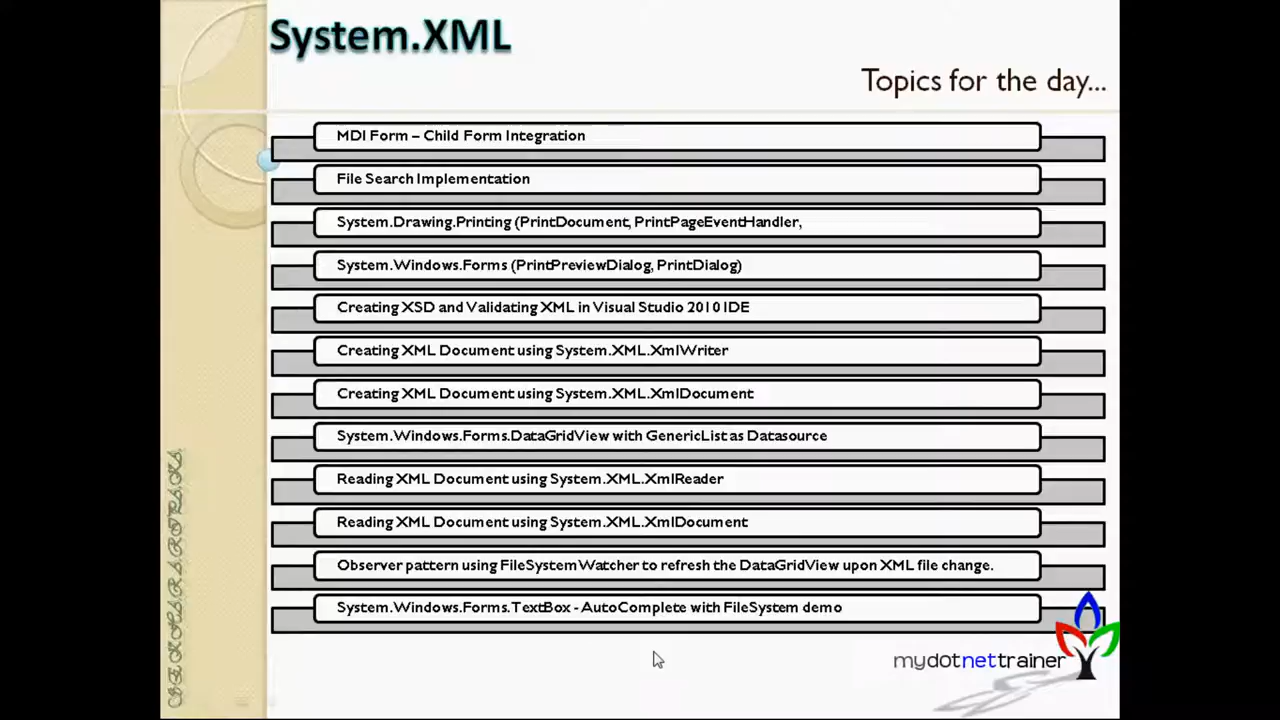 System.XML
Topics for the day...
MDI Form – Child Form Integration
File Search Implementation
System.Drawing.Printing (PrintDocument, PrintPageEventHandler,
System.Windows.Forms (PrintPreviewDialog, PrintDialog)
Creating XSD and Validating XML in Visual Studio 2010 IDE
Creating XML Document using System.XML.XmlWriter
Creating XML Document using System.XML.XmlDocument
System.Windows.Forms.DataGridView with GenericList as Datasource
Reading XML Document using System.XML.XmlReader
Reading XML Document using System.XML.XmlDocument
Observer pattern using FileSystemWatcher to refresh the DataGridView upon XML file change.
System.Windows.Forms.TextBox - AutoComplete with FileSystem demo
mydotnettrainer